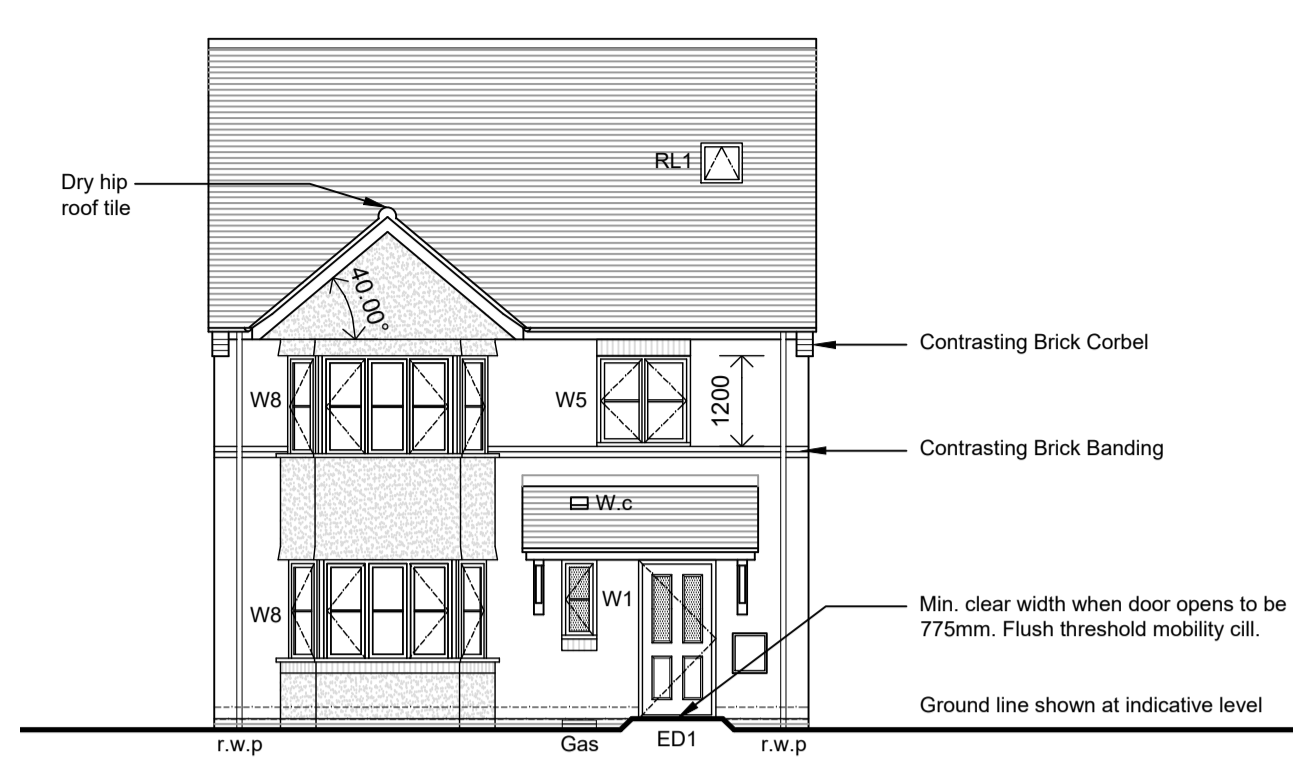 RL1
Dry hip
roof tile
40.00°
Contrasting Brick Corbel
W8
W5
1200
Contrasting Brick Banding
W.c
W8
W1
Min. clear width when door opens to be
775mm. Flush threshold mobility cill.
Ground line shown at indicative level
r.w.p
Gas
ED1
r.w.p